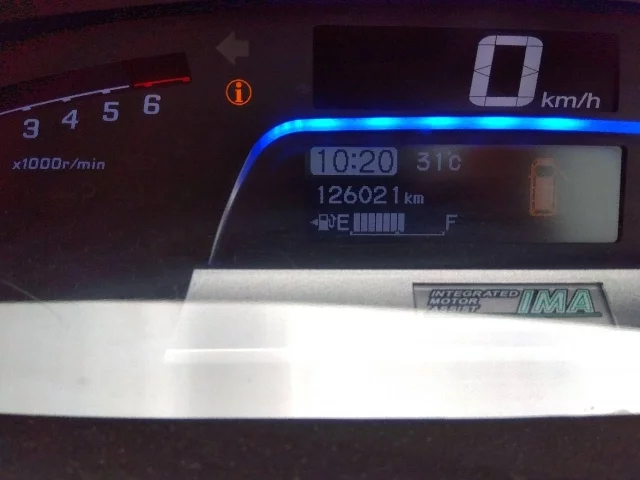 0 km/h
3 4 5 6
x1000r/min
10:20 31°C
126021 km
E F
INTEGRATED
MOTOR
ASSIST
IMA